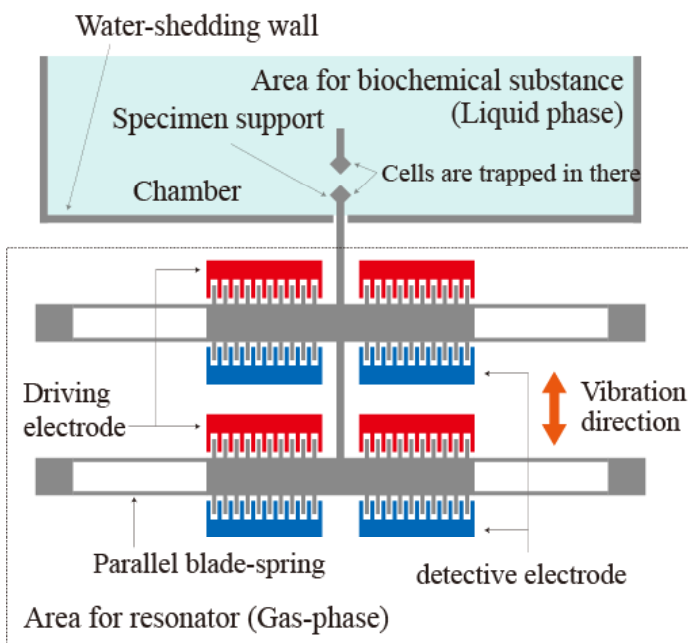 Water-shedding wall
Area for biochemical substance
(Liquid phase)
Specimen support
Cells are trapped in there
Chamber
Driving
electrode
Vibration
direction
Parallel blade-spring
detective electrode
Area for resonator (Gas-phase)